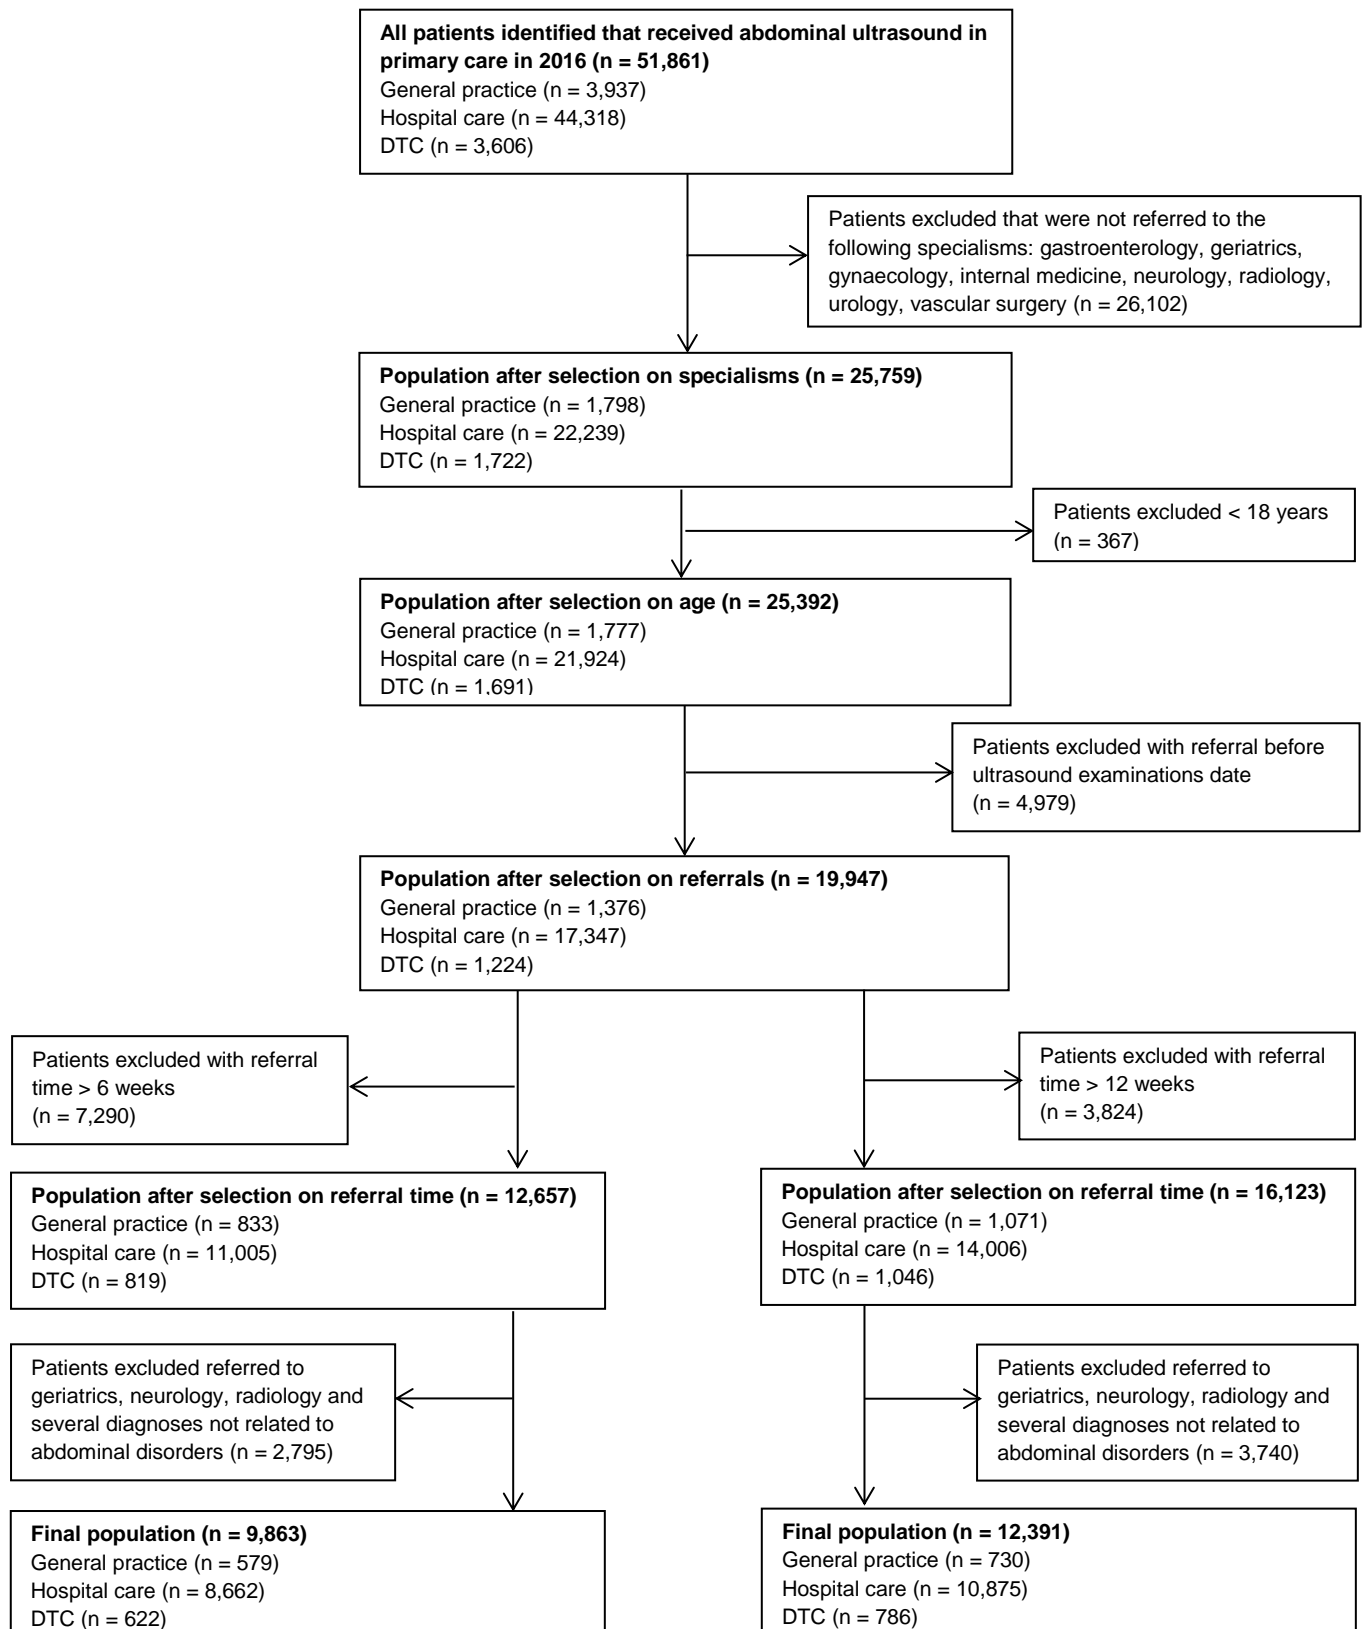 All patients identified that received abdominal ultrasound in
primary care in 2016 (n = 51,861)
General practice (n = 3,937)
Hospital care (n = 44,318)
DTC (n = 3,606)
Patients excluded that were not referred to the
following specialisms: gastroenterology, geriatrics,
gynaecology, internal medicine, neurology, radiology,
urology, vascular surgery (n = 26,102)
Population after selection on specialisms (n = 25,759)
General practice (n = 1,798)
Hospital care (n = 22,239)
DTC (n = 1,722)
Patients excluded < 18 years
(n = 367)
Population after selection on age (n = 25,392)
General practice (n = 1,777)
Hospital care (n = 21,924)
DTC (n = 1,691)
Patients excluded with referral before
ultrasound examinations date
(n = 4,979)
Population after selection on referrals (n = 19,947)
General practice (n = 1,376)
Hospital care (n = 17,347)
DTC (n = 1,224)
Patients excluded with referral
time > 6 weeks
(n = 7,290)
Patients excluded with referral
time > 12 weeks
(n = 3,824)
Population after selection on referral time (n = 12,657)
General practice (n = 833)
Hospital care (n = 11,005)
DTC (n = 819)
Population after selection on referral time (n = 16,123)
General practice (n = 1,071)
Hospital care (n = 14,006)
DTC (n = 1,046)
Patients excluded referred to
geriatrics, neurology, radiology and
several diagnoses not related to
abdominal disorders (n = 2,795)
Patients excluded referred to
geriatrics, neurology, radiology and
several diagnoses not related to
abdominal disorders (n = 3,740)
Final population (n = 9,863)
General practice (n = 579)
Hospital care (n = 8,662)
DTC (n = 622)
Final population (n = 12,391)
General practice (n = 730)
Hospital care (n = 10,875)
DTC (n = 786)